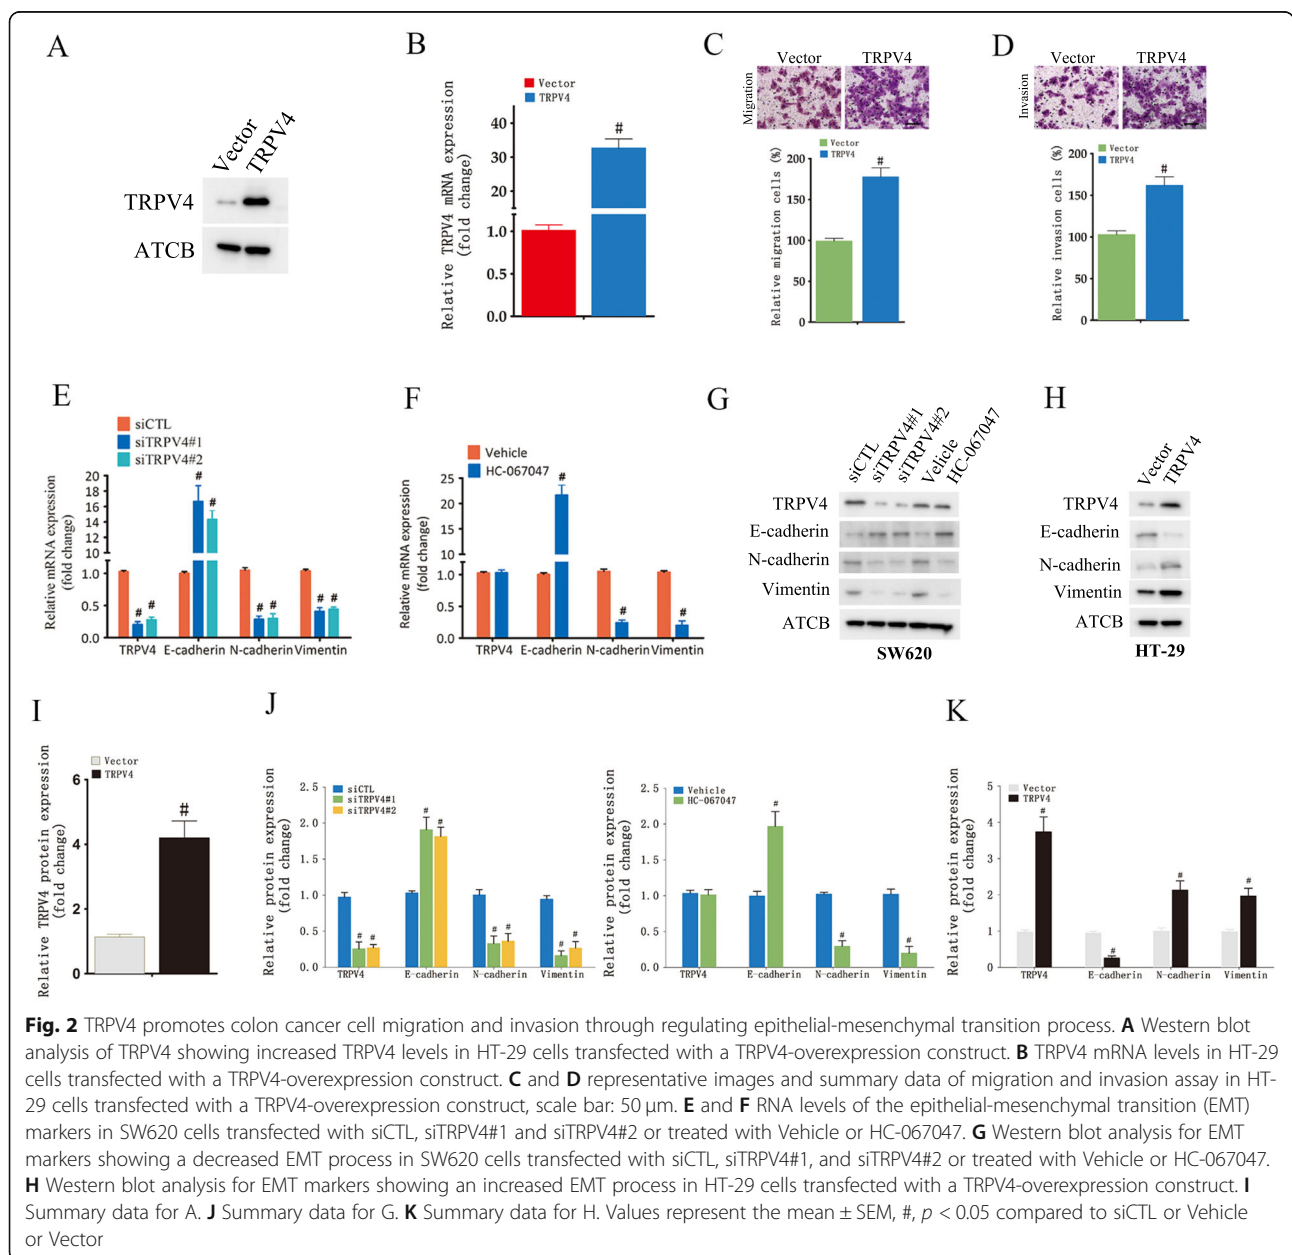 A
Vector
TRPV4
TRPV4
ATCB
B
Relative TRPV4 mRNA expression
(fold change)
Vector
TRPV4
40
30
20
1.0
0.5
0.0
#
C
Vector TRPV4
Migration
Relative migration cells (%)
Vector
TRPV4
200
150
100
50
0
#
D
Vector TRPV4
Invasion
Relative invasion cells (%)
Vector
TRPV4
200
150
100
50
0
#
E
siCTL
siTRPV4#1
siTRPV4#2
Relative mRNA expression
(fold change)
20
18
16
14
12
10
1.0
0.5
0.0
# # # # # # # #
TRPV4 E-cadherin N-cadherin Vimentin
F
Vehicle
HC-067047
Relative mRNA expression
(fold change)
25
20
15
10
1.0
0.5
0.0
# # #
TRPV4 E-cadherin N-cadherin Vimentin
G
siCTL
siTRPV4#1
siTRPV4#2
Vehicle
HC-067047
TRPV4
E-cadherin
N-cadherin
Vimentin
ATCB
SW620
H
Vector
TRPV4
TRPV4
E-cadherin
N-cadherin
Vimentin
ATCB
HT-29
I
Relative TRPV4 protein expression
(fold change)
Vector
TRPV4
6
4
2
0
#
J
Relative protein expression
(fold change)
siCTL
siTRPV4#1
siTRPV4#2
2.5
2.0
1.5
1.0
0.5
0.0
# # # # # # # #
TRPV4 E-cadherin N-cadherin Vimentin
Relative protein expression
(fold change)
Vehicle
HC-067047
2.5
2.0
1.5
1.0
0.5
0.0
# # #
TRPV4 E-cadherin N-cadherin Vimentin
K
Relative protein expression
(fold change)
Vector
TRPV4
5
4
3
2
1
0
# # # #
TRPV4 E-cadherin N-cadherin Vimentin
Fig. 2 TRPV4 promotes colon cancer cell migration and invasion through regulating epithelial-mesenchymal transition process. A Western blot
analysis of TRPV4 showing increased TRPV4 levels in HT-29 cells transfected with a TRPV4-overexpression construct. B TRPV4 mRNA levels in HT-29
cells transfected with a TRPV4-overexpression construct. C and D representative images and summary data of migration and invasion assay in HT-
29 cells transfected with a TRPV4-overexpression construct, scale bar: 50 μm. E and F RNA levels of the epithelial-mesenchymal transition (EMT)
markers in SW620 cells transfected with siCTL, siTRPV4#1 and siTRPV4#2 or treated with Vehicle or HC-067047. G Western blot analysis for EMT
markers showing a decreased EMT process in SW620 cells transfected with siCTL, siTRPV4#1, and siTRPV4#2 or treated with Vehicle or HC-067047.
H Western blot analysis for EMT markers showing an increased EMT process in HT-29 cells transfected with a TRPV4-overexpression construct. I
Summary data for A. J Summary data for G. K Summary data for H. Values represent the mean ± SEM, #, p < 0.05 compared to siCTL or Vehicle
or Vector